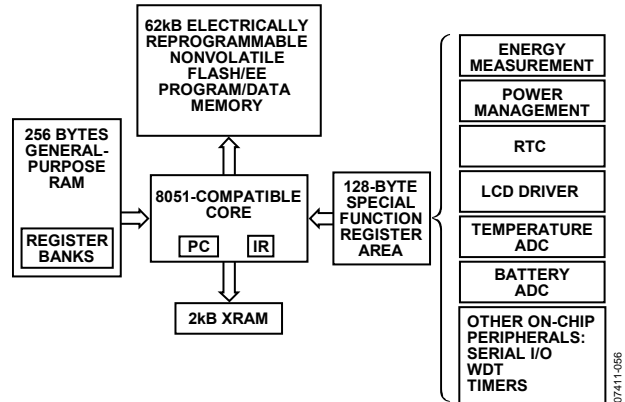 62kB ELECTRICALLY
REPROGRAMMABLE
NONVOLATILE
FLASH/EE
PROGRAM/DATA
MEMORY
256 BYTES
GENERAL-
PURPOSE
RAM
REGISTER
BANKS
8051-COMPATIBLE
CORE
PC
IR
2kB XRAM
128-BYTE
SPECIAL
FUNCTION
REGISTER
AREA
ENERGY
MEASUREMENT
POWER
MANAGEMENT
RTC
LCD DRIVER
TEMPERATURE
ADC
BATTERY
ADC
OTHER ON-CHIP
PERIPHERALS:
SERIAL I/O
WDT
TIMERS
07411-056